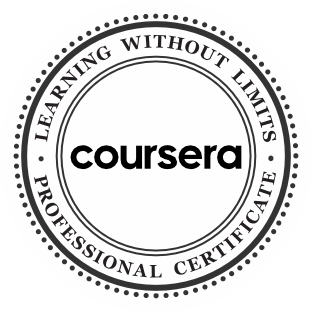 LEARNING WITHOUT LIMITS
coursera
PROFESSIONAL CERTIFICATE